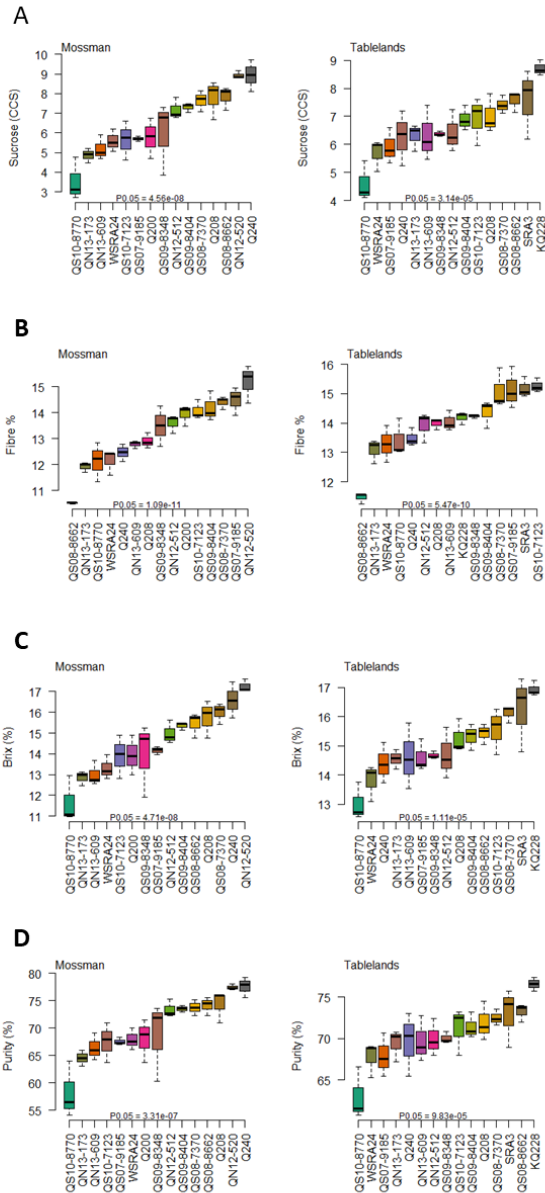 A
Mossman
Tablelands
Sucrose (CCS)
10
9
8
7
6
5
4
3
P0.05 = 4.56e-08
QS10-8770
QN13-173
QN13-609
WSRA24
QS10-7123
QS07-9185
Q200
QS09-8348
QN12-512
QS09-8404
QS08-7370
Q208
QS08-8662
QN12-520
Q240
Sucrose (CCS)
9
8
7
6
5
4
P0.05 = 3.14e-05
QS10-8770
WSRA24
QS07-9185
Q240
QN13-173
QN13-609
QS09-8348
QN12-512
QS09-8404
QS10-7123
Q208
QS08-7370
QS08-8662
SRA3
KQ228
B
Mossman
Tablelands
Fibre %
15
14
13
12
11
P0.05 = 1.09e-11
QS08-8662
QN13-173
QS10-8770
WSRA24
Q240
QN13-609
Q208
QS09-8348
QN12-512
Q200
QS10-7123
QS09-8404
QS08-7370
QS07-9185
QN12-520
Fibre %
15
14
13
12
P0.05 = 5.47e-10
QS08-8662
QN13-173
WSRA24
QS10-8770
Q240
QN12-512
Q208
QN13-609
KQ228
QS09-8348
QS09-8404
QS08-7370
QS07-9185
SRA3
QS10-7123
C
Mossman
Tablelands
Brix (%)
17
16
15
14
13
12
11
P0.05 = 4.71e-08
QS10-8770
QN13-173
QN13-609
WSRA24
QS10-7123
Q200
QS09-8348
QS07-9185
QN12-512
QS09-8404
QS08-8662
Q208
QS08-7370
Q240
QN12-520
Brix (%)
17
16
15
14
13
P0.05 = 1.11e-05
QS10-8770
WSRA24
Q240
QN13-173
QN13-609
QS07-9185
QS09-8348
QN12-512
Q208
QS09-8404
QS08-8662
QS10-7123
QS08-7370
SRA3
KQ228
D
Mossman
Tablelands
Purity (%)
80
75
70
65
60
55
P0.05 = 3.31e-07
QS10-8770
QN13-173
QN13-609
QS10-7123
QS07-9185
WSRA24
Q200
QS09-8348
QN12-512
QS09-8404
QS08-7370
QS08-8662
Q208
QN12-520
Q240
Purity (%)
75
70
65
P0.05 = 9.83e-05
QS10-8770
WSRA24
QS07-9185
QN13-173
Q240
QN13-609
QN12-512
QS09-8348
QS10-7123
QS09-8404
Q208
QS08-7370
SRA3
QS08-8662
KQ228